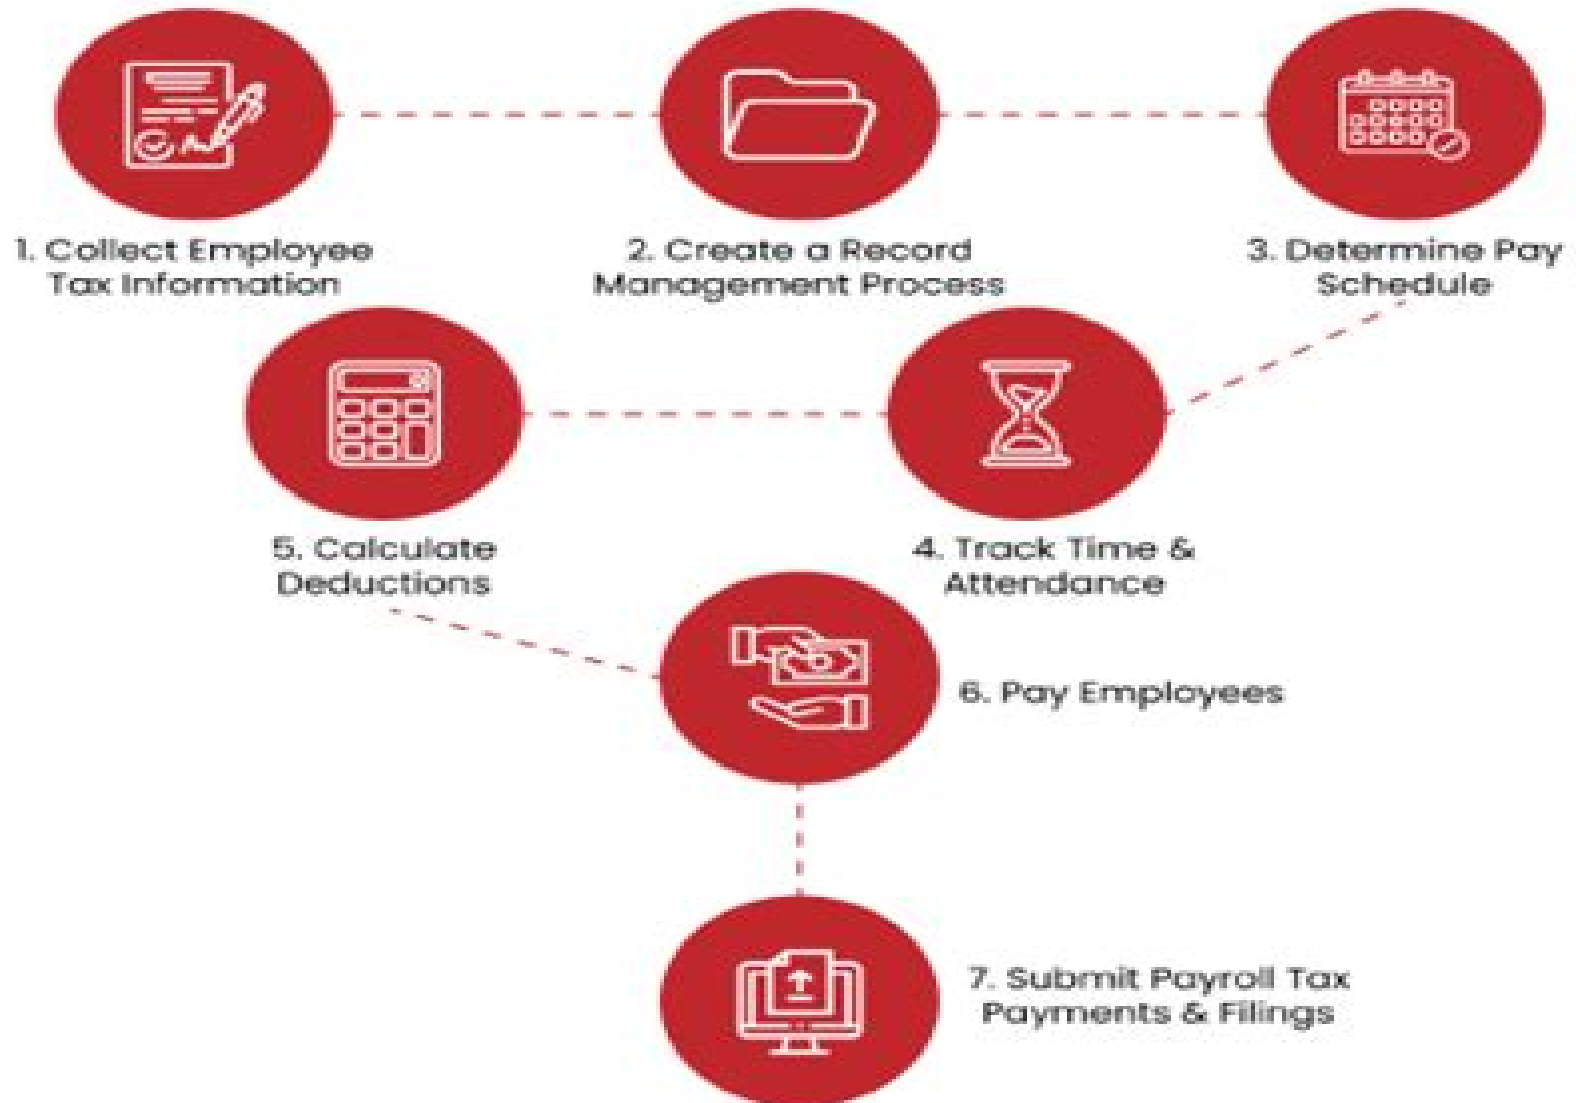 1. Collect Employee
Tax Information
2. Create a Record
Management Process
3. Determine Pay
Schedule
4. Track Time &
Attendance
5. Calculate
Deductions
6. Pay Employees
7. Submit Payroll Tax
Payments & Filings